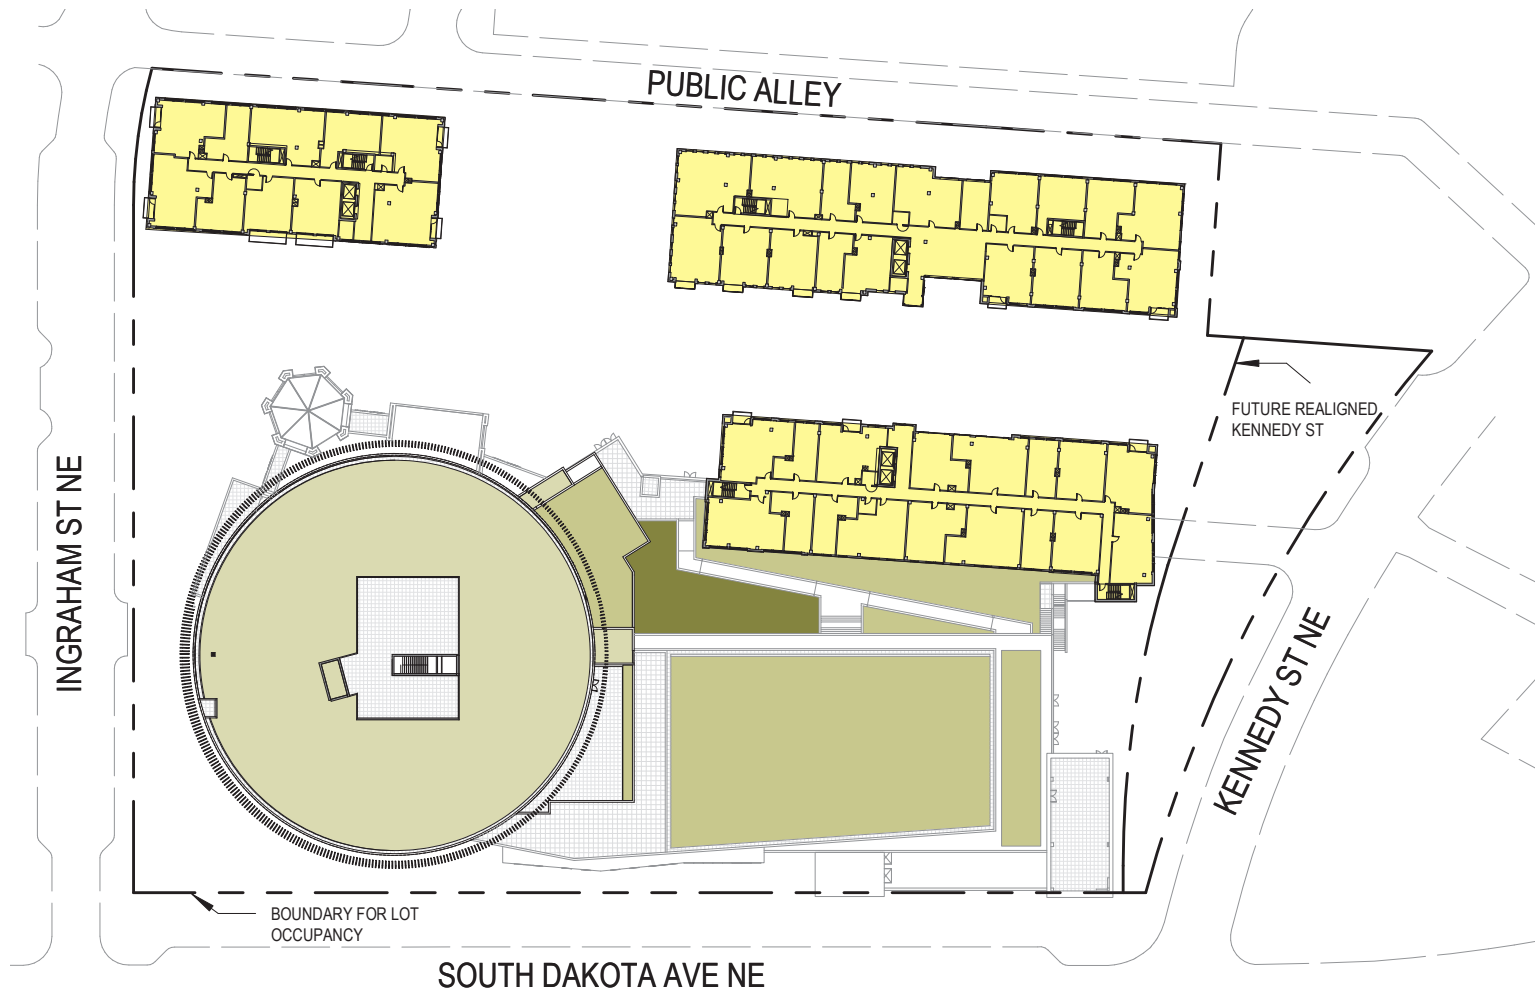 PUBLIC ALLEY
FUTURE REALIGNED
KENNEDY ST
INGRAHAM ST NE
KENNEDY ST NE
BOUNDARY FOR LOT
OCCUPANCY
SOUTH DAKOTA AVE NE